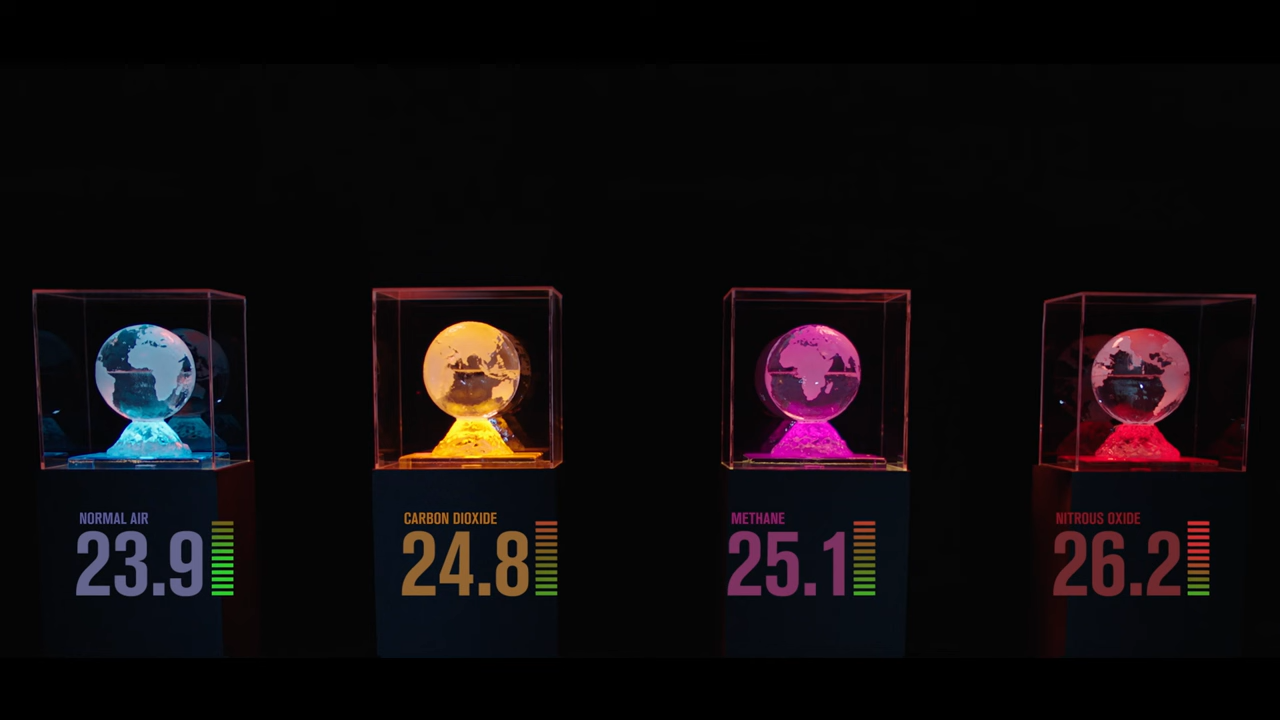 NORMAL AIR
23.9
CARBON DIOXIDE
24.8
METHANE
25.1
NITROUS OXIDE
26.2